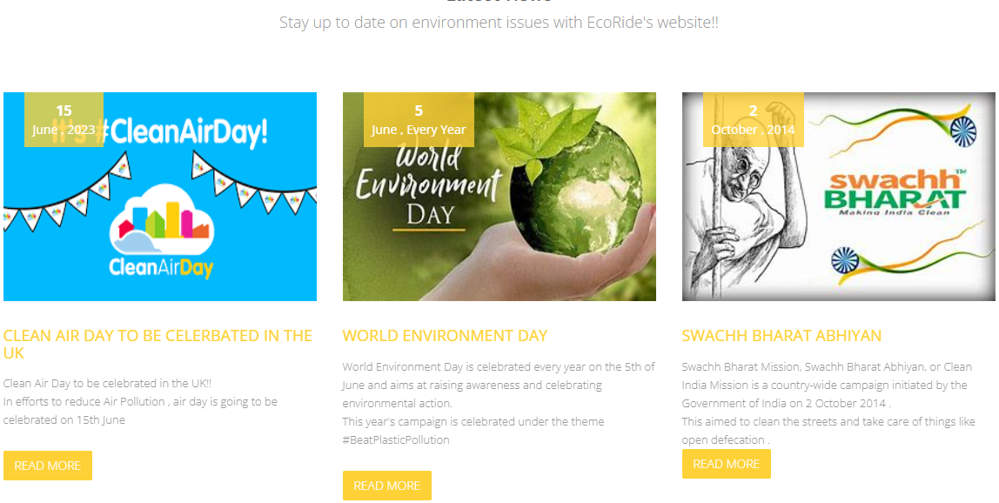 Latest News
Stay up to date on environment issues with EcoRide's website!!
15
June , 2023
It's #CleanAirDay!
CleanAirDay
5
June , Every Year
World
Environment
DAY
2
October , 2014
swachh™
BHARAT
Making India Clean
CLEAN AIR DAY TO BE CELERBATED IN THE
UK
Clean Air Day to be celebrated in the UK!!
In efforts to reduce Air Pollution , air day is going to be
celebrated on 15th June
READ MORE
WORLD ENVIRONMENT DAY
World Environment Day is celebrated every year on the 5th of
June and aims at raising awareness and celebrating
environmental action.
This year's campaign is celebrated under the theme
#BeatPlasticPollution
READ MORE
SWACHH BHARAT ABHIYAN
Swachh Bharat Mission, Swachh Bharat Abhiyan, or Clean
India Mission is a country-wide campaign initiated by the
Government of India on 2 October 2014 .
This aimed to clean the streets and take care of things like
open defecation .
READ MORE